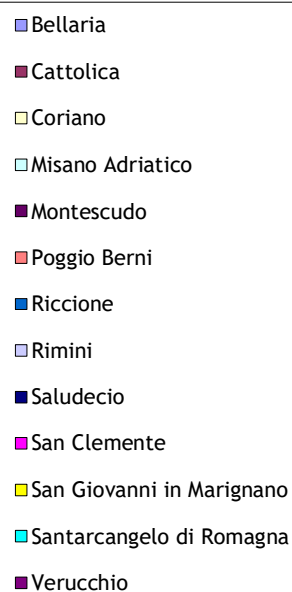 Bellaria
Cattolica
Coriano
Misano Adriatico
Montescudo
Poggio Berni
Riccione
Rimini
Saludecio
San Clemente
San Giovanni in Marignano
Santarcangelo di Romagna
Verucchio